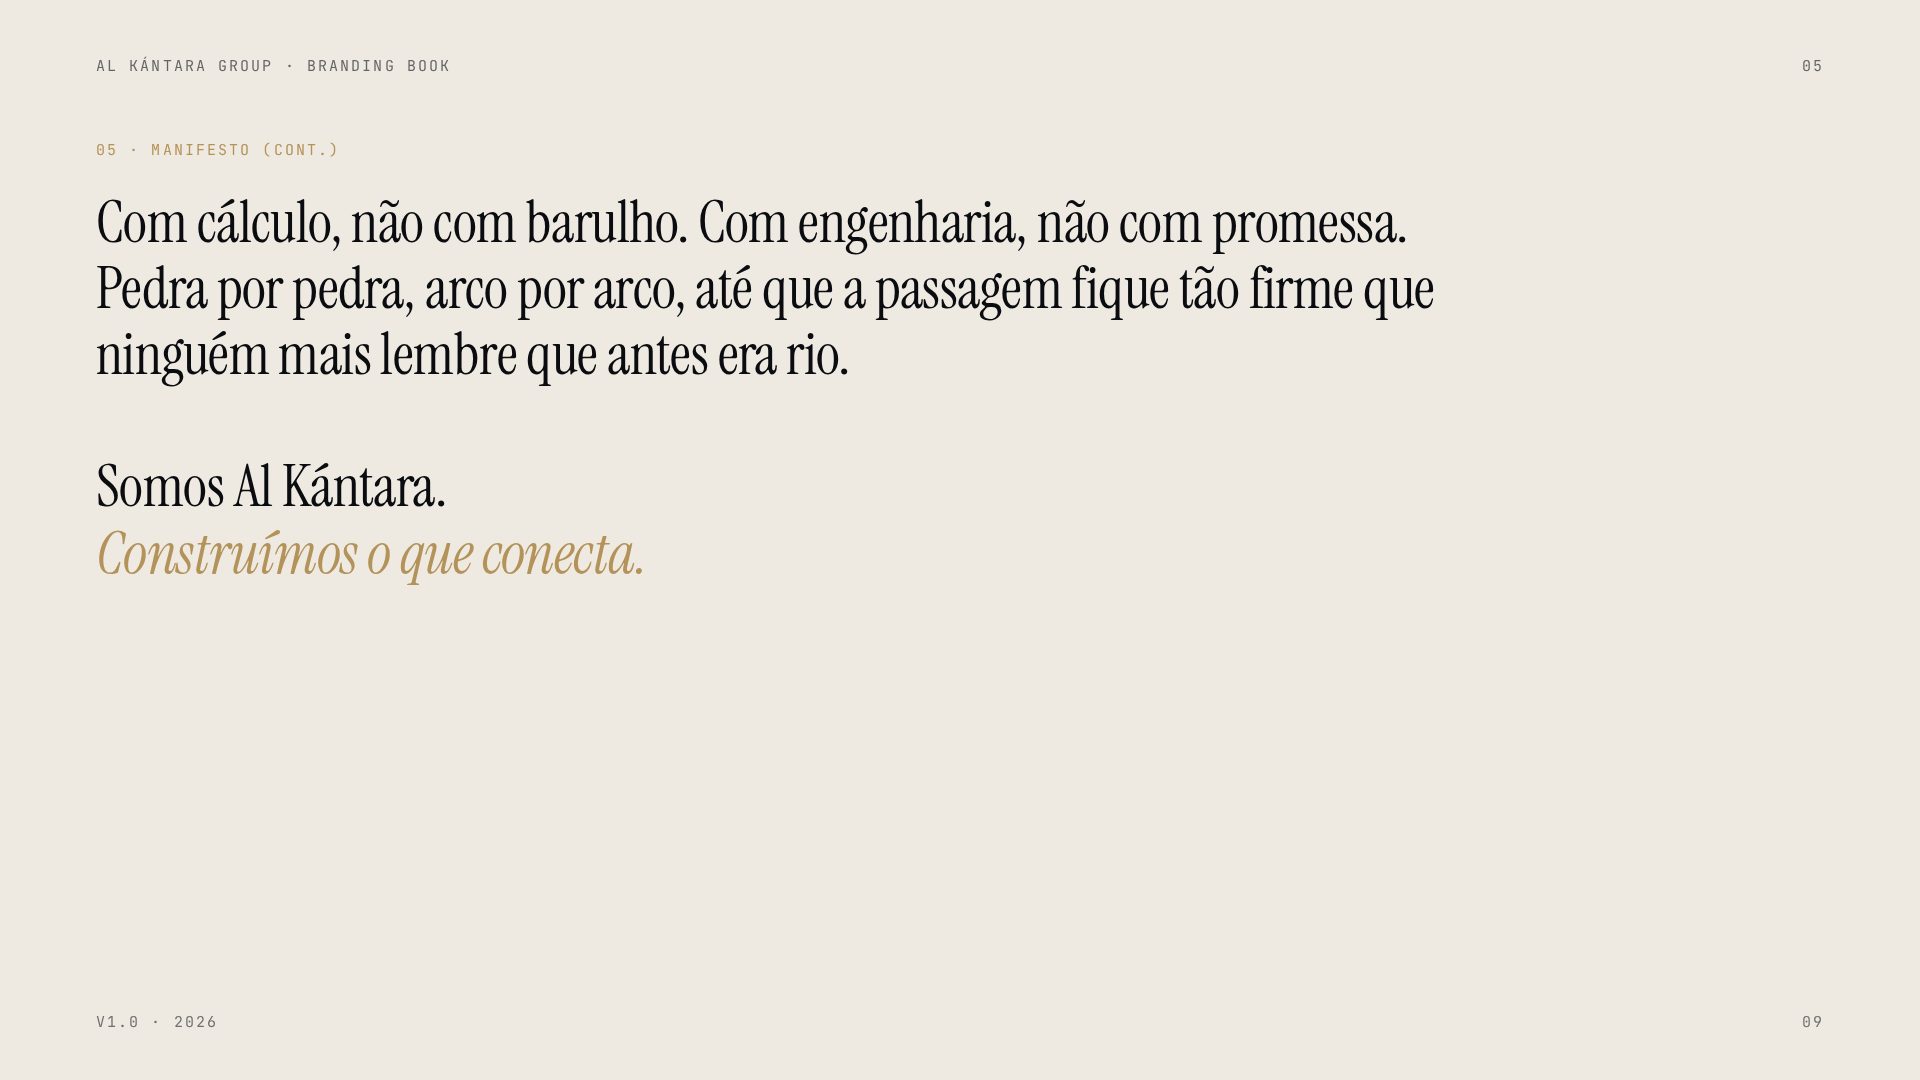 AL KÁNTARA GROUP · BRANDING BOOK
05
05 · MANIFESTO (CONT.)
Com cálculo, não com barulho. Com engenharia, não com promessa.
Pedra por pedra, arco por arco, até que a passagem fique tão firme que
ninguém mais lembre que antes era rio.
Somos Al Kántara.
Construímos o que conecta.
V1.0 · 2026
09